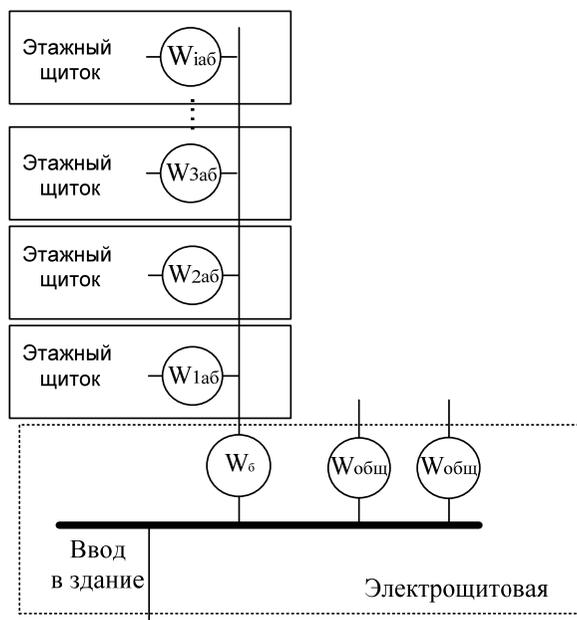 Этажный
щиток
Wiаб
Этажный
щиток
W3аб
Этажный
щиток
W2аб
Этажный
щиток
W1аб
Wб
Wобщ
Wобщ
Ввод
в здание
Электрощитовая